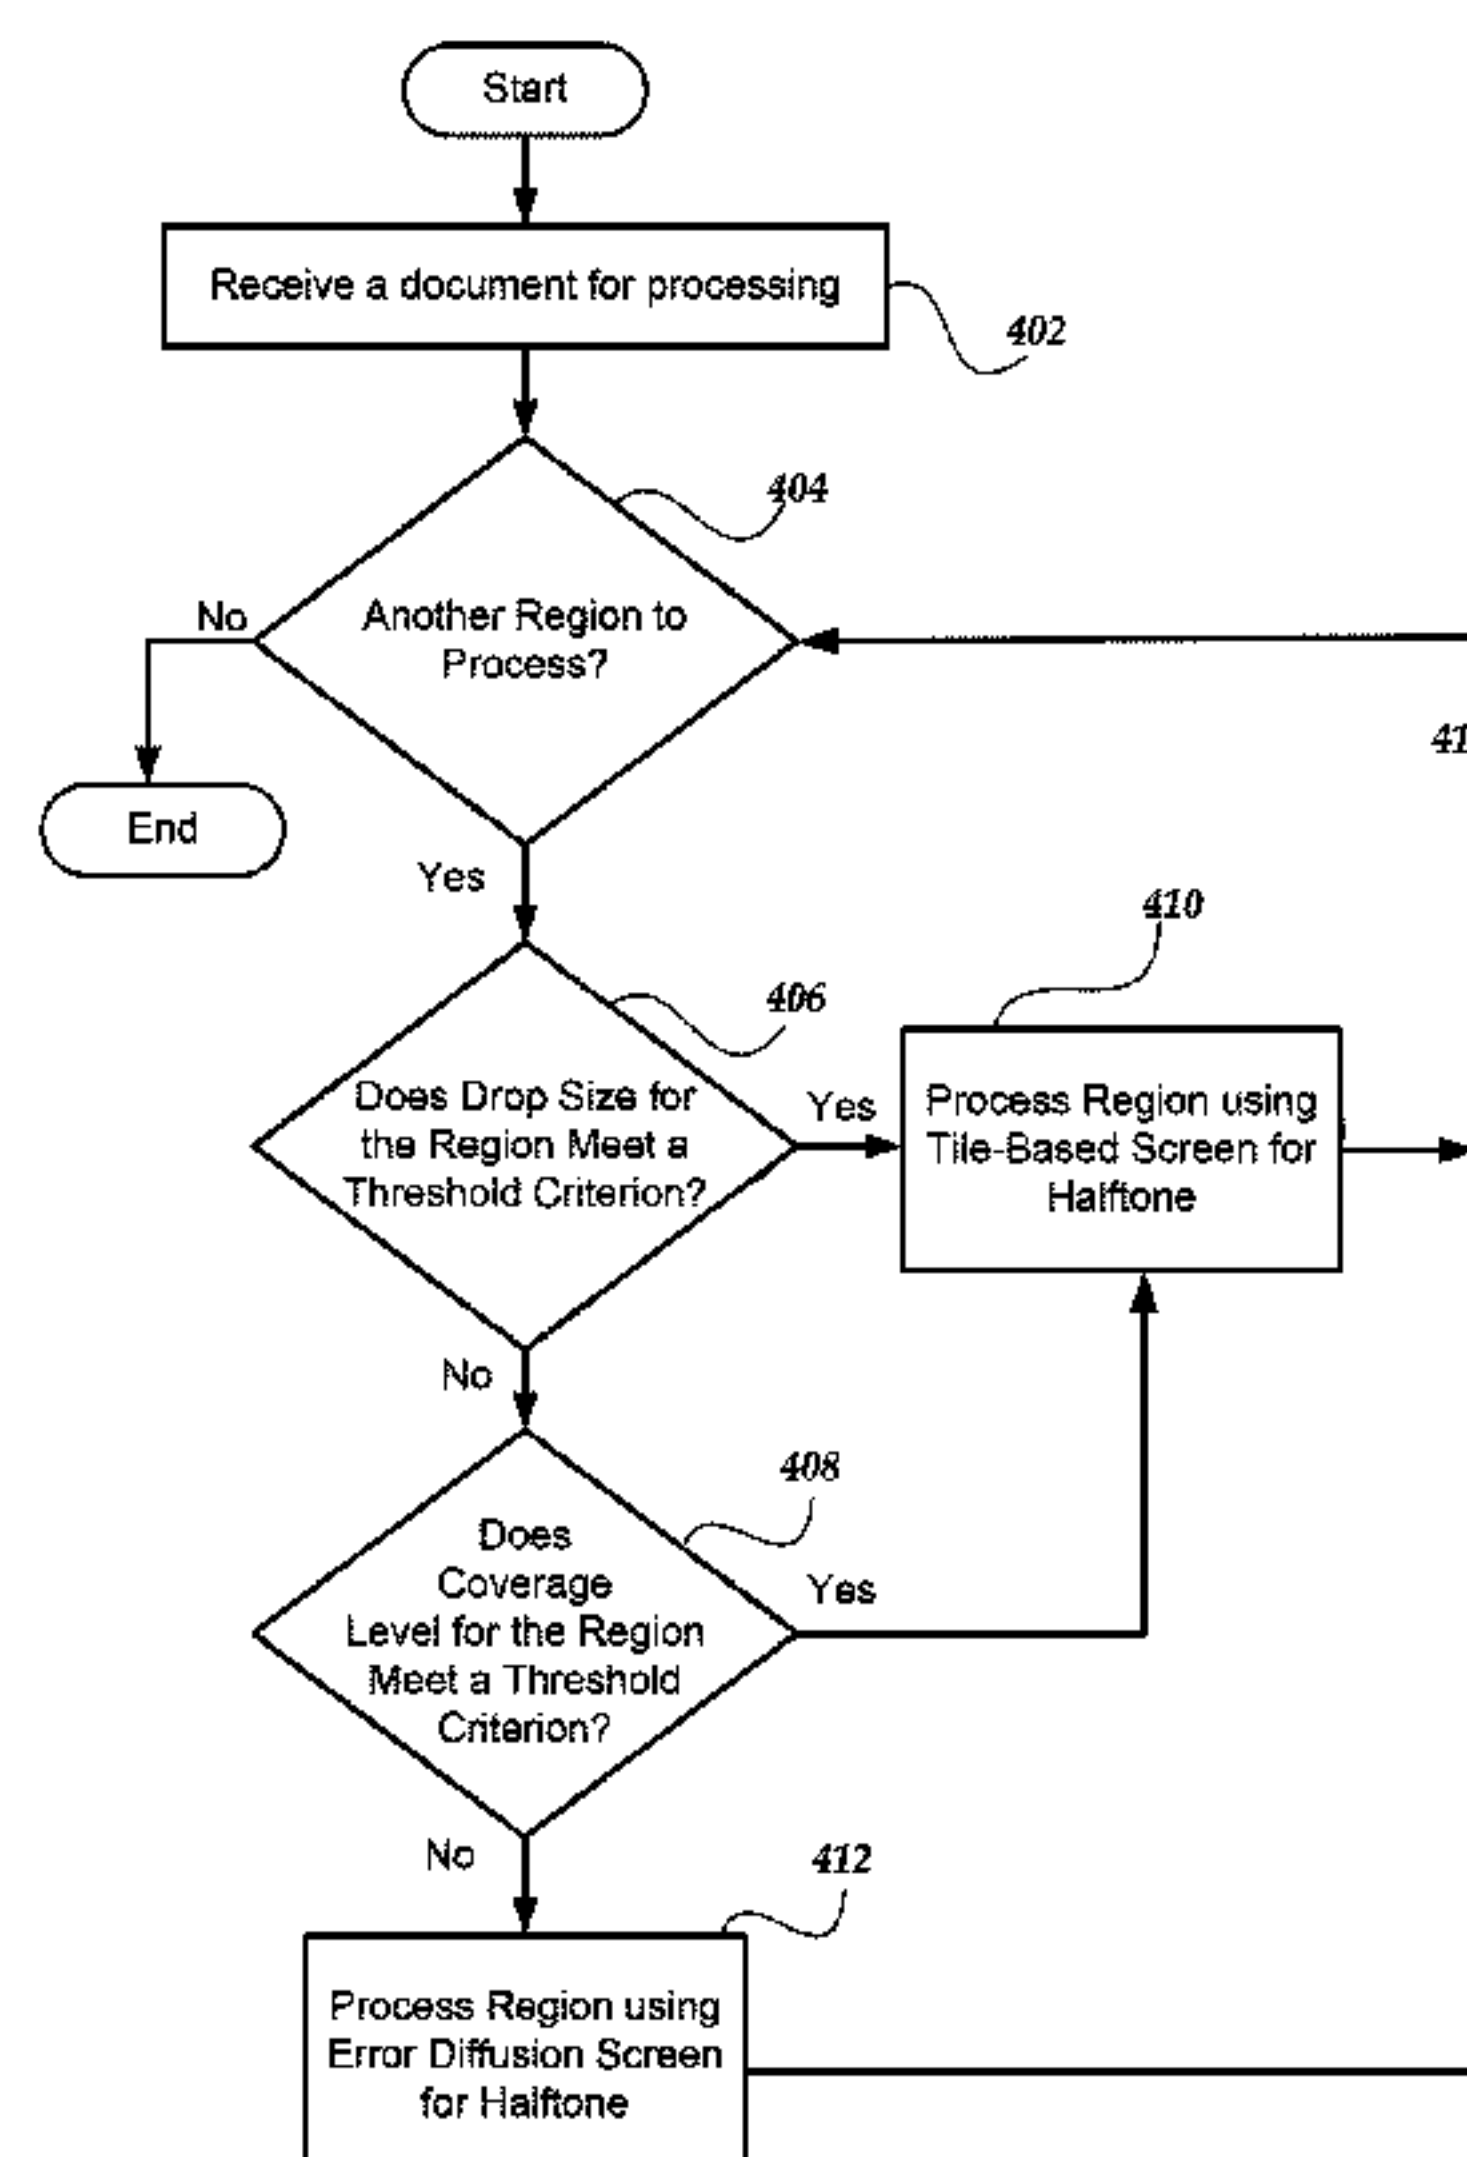 Start
Receive a document for processing
402
404
No
Another Region to
Process?
41
End
Yes
410
406
Does Drop Size for
the Region Meet a
Threshold Criterion?
Yes
Process Region using
Tile-Based Screen for
Halftone
No
408
Does
Coverage
Level for the Region
Meet a Threshold
Criterion?
Yes
No
412
Process Region using
Error Diffusion Screen
for Halftone